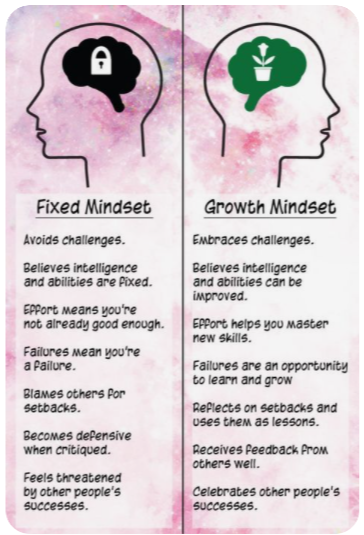 Fixed Mindset
Avoids challenges.
Believes intelligence
and abilities are fixed.
Effort means you're
not already good enough.
Failures mean you're
a failure.
Blames others for
setbacks.
Becomes defensive
when critiqued.
Feels threatened
by other people's
successes.
Growth Mindset
Embraces challenges.
Believes intelligence
and abilities can be
improved.
Effort helps you master
new skills.
Failures are an opportunity
to learn and grow
Reflects on setbacks and
uses them as lessons.
Receives feedback from
others well.
Celebrates other people's
successes.